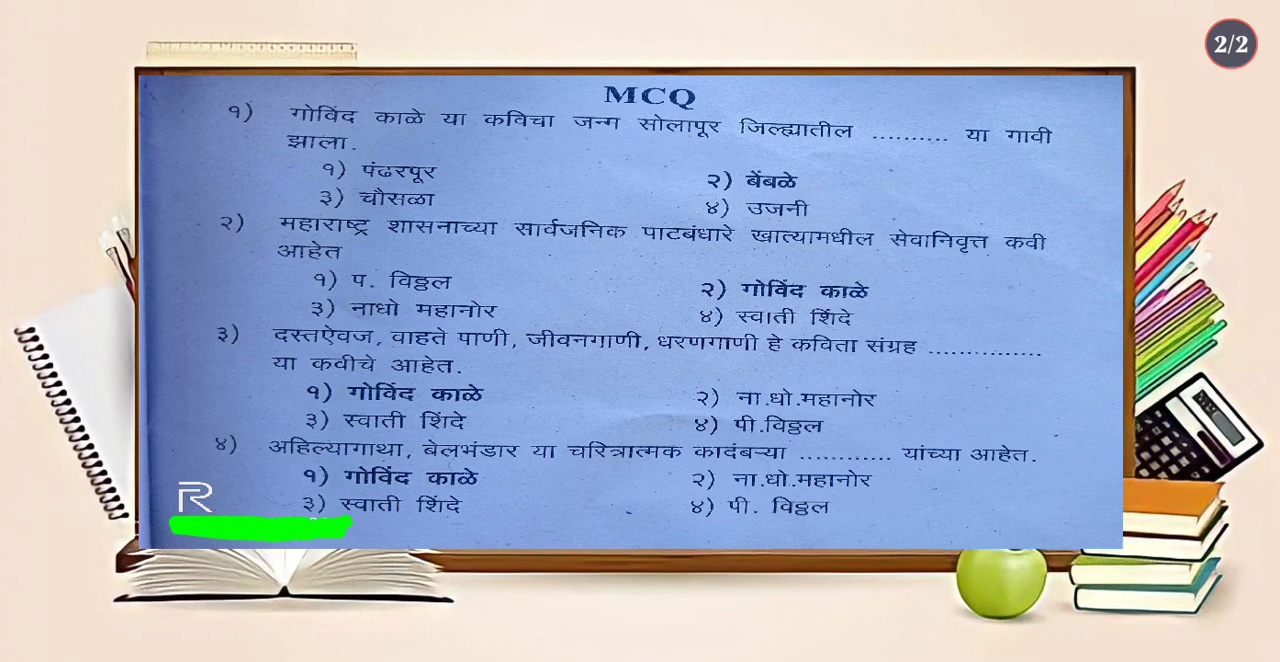 2/2
MCQ
१) गोविंद काळे या कविचा जन्म सोलापूर जिल्ह्यातील .......... या गावी
झाला.
१) पंढरपूर २) बेंबळे
३) चौसळा ४) उजनी
२) महाराष्ट्र शासनाच्या सार्वजनिक पाटबंधारे खात्यामधील सेवानिवृत्त कवी
आहेत
१) प. विठ्ठल २) गोविंद काळे
३) नाधो महानोर ४) स्वाती शिंदे
३) दस्तऐवज, वाहते पाणी, जीवनगाणी, धरणगाणी हे कविता संग्रह ...............
या कवीचे आहेत.
१) गोविंद काळे २) ना.धो.महानोर
३) स्वाती शिंदे ४) पी.विठ्ठल
४) अहिल्यागाथा, बेलभंडार या चरित्रात्मक कादंबऱ्या ............ यांच्या आहेत.
१) गोविंद काळे २) ना.धो.महानोर
३) स्वाती शिंदे ४) पी. विठ्ठल
R